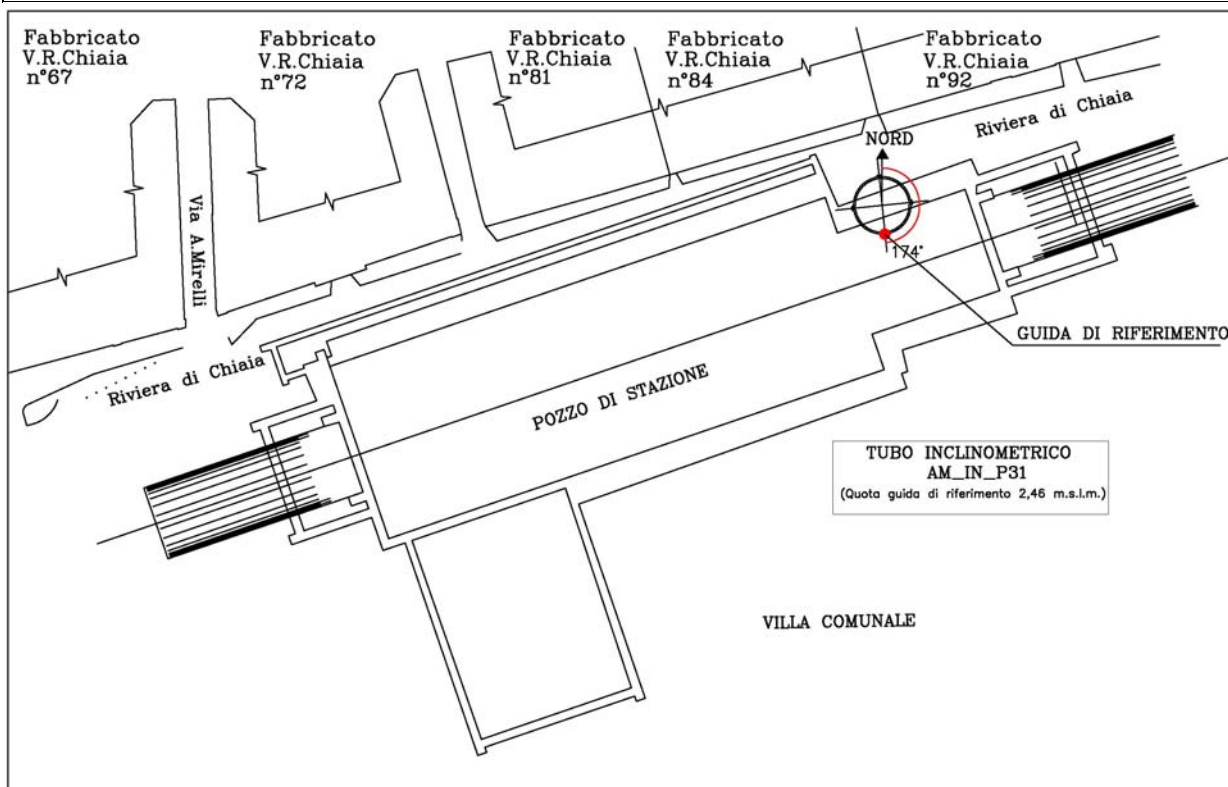 Fabbricato
V.R.Chiaia
n°67
Fabbricato
V.R.Chiaia
n°72
Fabbricato
V.R.Chiaia
n°81
Fabbricato
V.R.Chiaia
n°84
Fabbricato
V.R.Chiaia
n°92
Riviera di Chiaia
NORD
174°
Via A.Mirelli
GUIDA DI RIFERIMENTO
Riviera di Chiaia
POZZO DI STAZIONE
TUBO INCLINOMETRICO
AM_IN_P31
(Quota guida di riferimento 2,46 m.s.l.m.)
VILLA COMUNALE